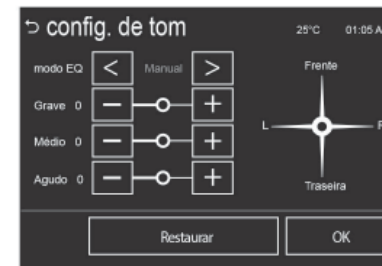 config. de tom
25°C 01:05 A
modo EQ < Manual >
Frente
Grave 0 − +
L
Médio 0 − +
Agudo 0 − +
Traseira
Restaurar OK